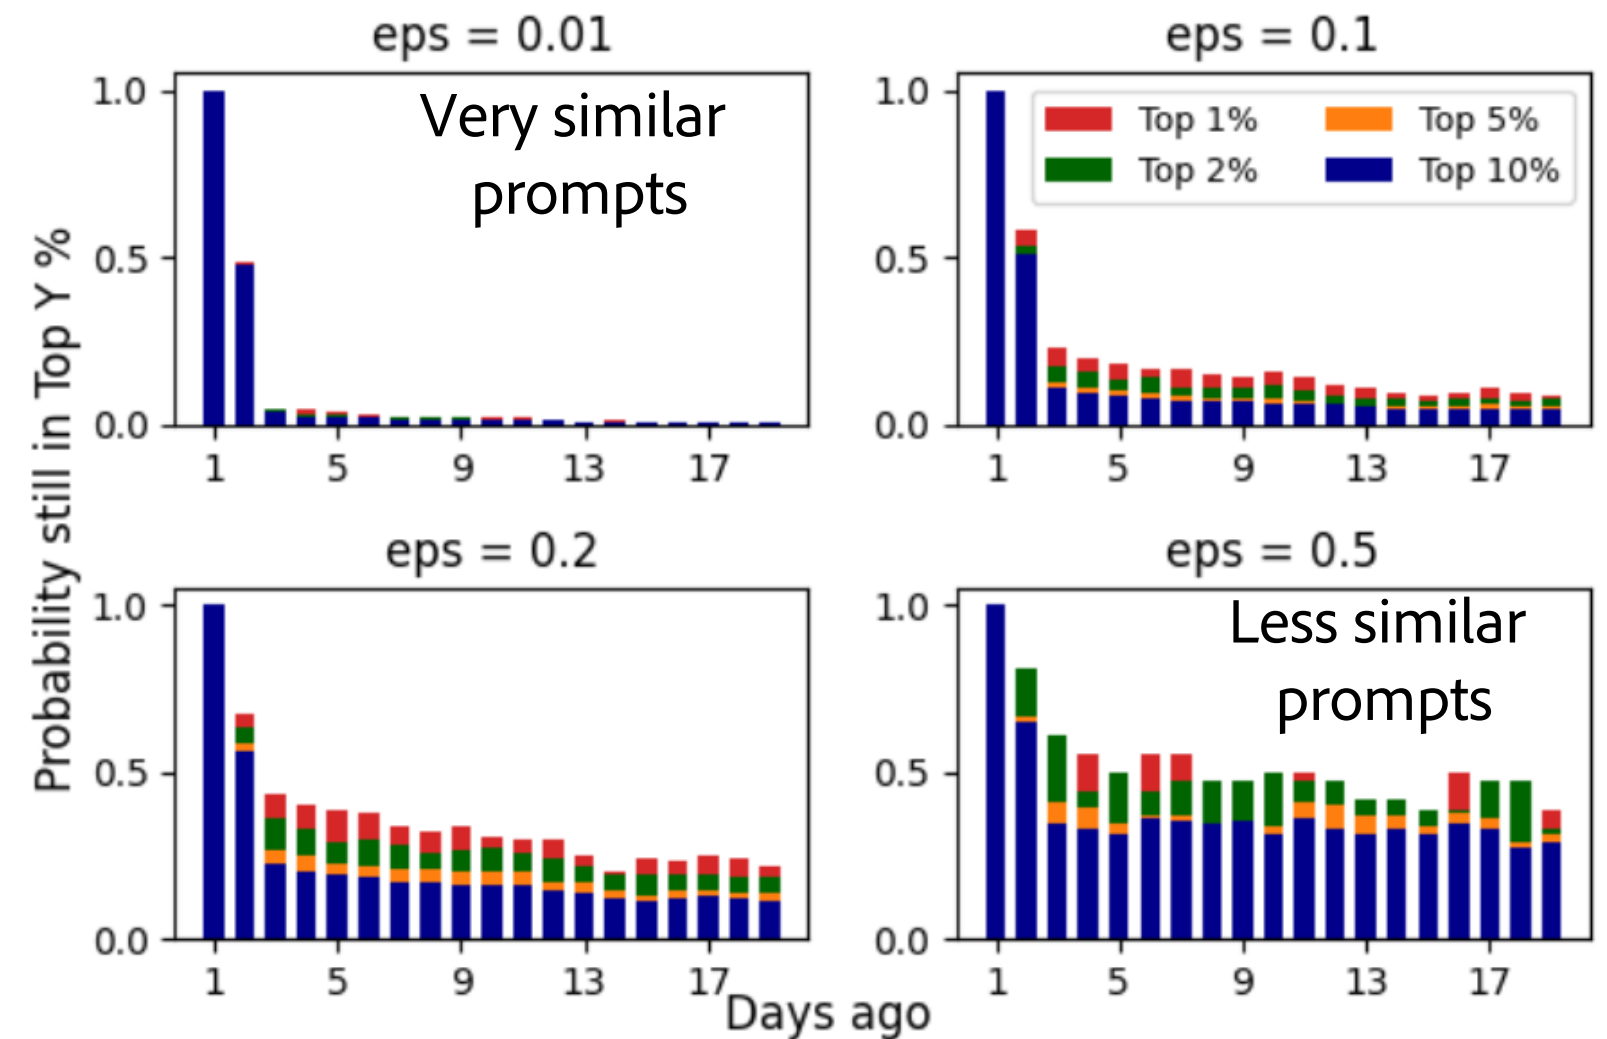 eps = 0.01
1.0
0.5
0.0
Very similar
prompts
1 5 9 13 17
eps = 0.1
1.0
0.5
0.0
Top 1% Top 5%
Top 2% Top 10%
1 5 9 13 17
Probability still in Top Y %
eps = 0.2
1.0
0.5
0.0
1 5 9 13 17
eps = 0.5
1.0
0.5
0.0
Less similar
prompts
1 5 9 13 17
Days ago